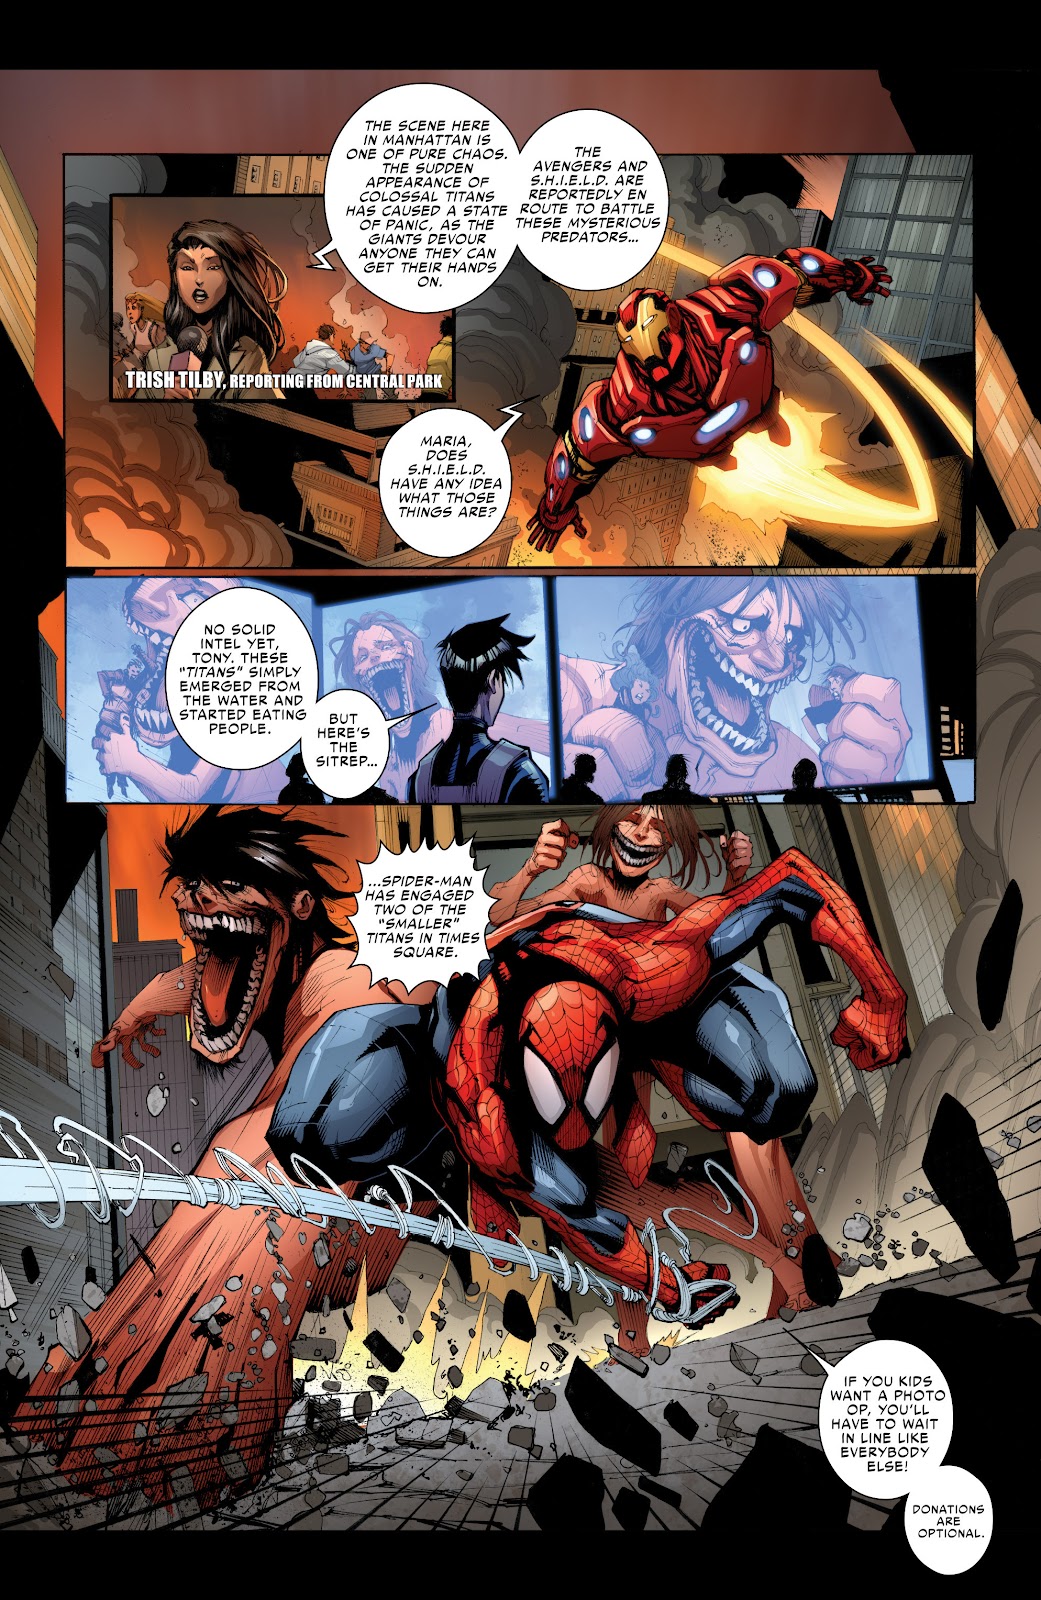 THE SCENE HERE
IN MANHATTAN IS
ONE OF PURE CHAOS.
THE SUDDEN
APPEARANCE OF
COLOSSAL TITANS
HAS CAUSED A STATE
OF PANIC, AS THE
GIANTS DEVOUR
ANYONE THEY CAN
GET THEIR HANDS
ON.
THE
AVENGERS AND
S.H.I.E.L.D. ARE
REPORTEDLY EN
ROUTE TO BATTLE
THESE MYSTERIOUS
PREDATORS...
TRISH TILBY, REPORTING FROM CENTRAL PARK
MARIA,
DOES
S.H.I.E.L.D.
HAVE ANY IDEA
WHAT THOSE
THINGS ARE?
NO SOLID
INTEL YET,
TONY. THESE
"TITANS" SIMPLY
EMERGED FROM
THE WATER AND
STARTED EATING
PEOPLE.
BUT
HERE'S
THE
SITREP...
...SPIDER-MAN
HAS ENGAGED
TWO OF THE
"SMALLER"
TITANS IN TIMES
SQUARE.
IF YOU KIDS
WANT A PHOTO
OP, YOU'LL
HAVE TO WAIT
IN LINE LIKE
EVERYBODY
ELSE!
DONATIONS
ARE
OPTIONAL.